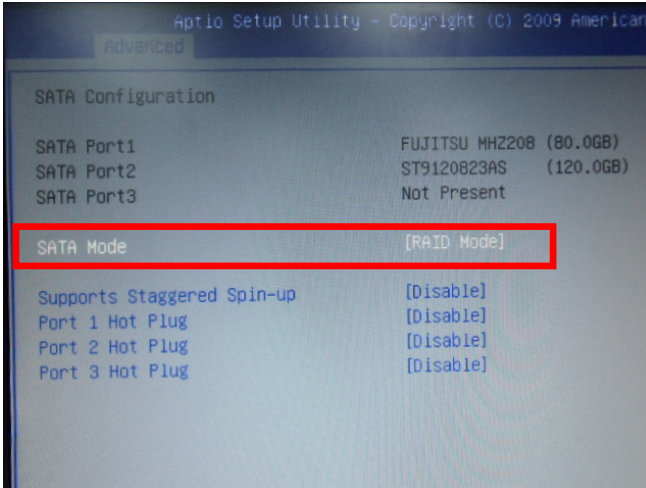 Aptio Setup Utility - Copyright (C) 2009 American
Advanced
SATA Configuration
SATA Port1 FUJITSU MHZ208 (80.0GB)
SATA Port2 ST9120823AS (120.0GB)
SATA Port3 Not Present
SATA Mode [RAID Mode]
Supports Staggered Spin-up [Disable]
Port 1 Hot Plug [Disable]
Port 2 Hot Plug [Disable]
Port 3 Hot Plug [Disable]